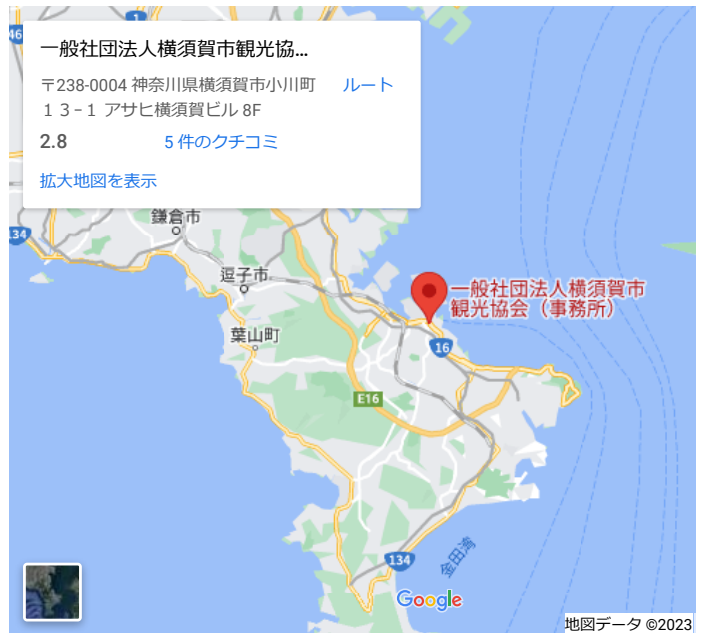 1
46
一般社団法人横須賀市観光協...
〒238-0004 神奈川県横須賀市小川町
１３−１ アサヒ横須賀ビル 8F
ルート
2.8
5 件のクチコミ
拡大地図を表示
134
鎌倉市
逗子市
葉山町
一般社団法人横須賀市
観光協会（事務所）
16
E16
134
金田湾
Google
地図データ ©2023